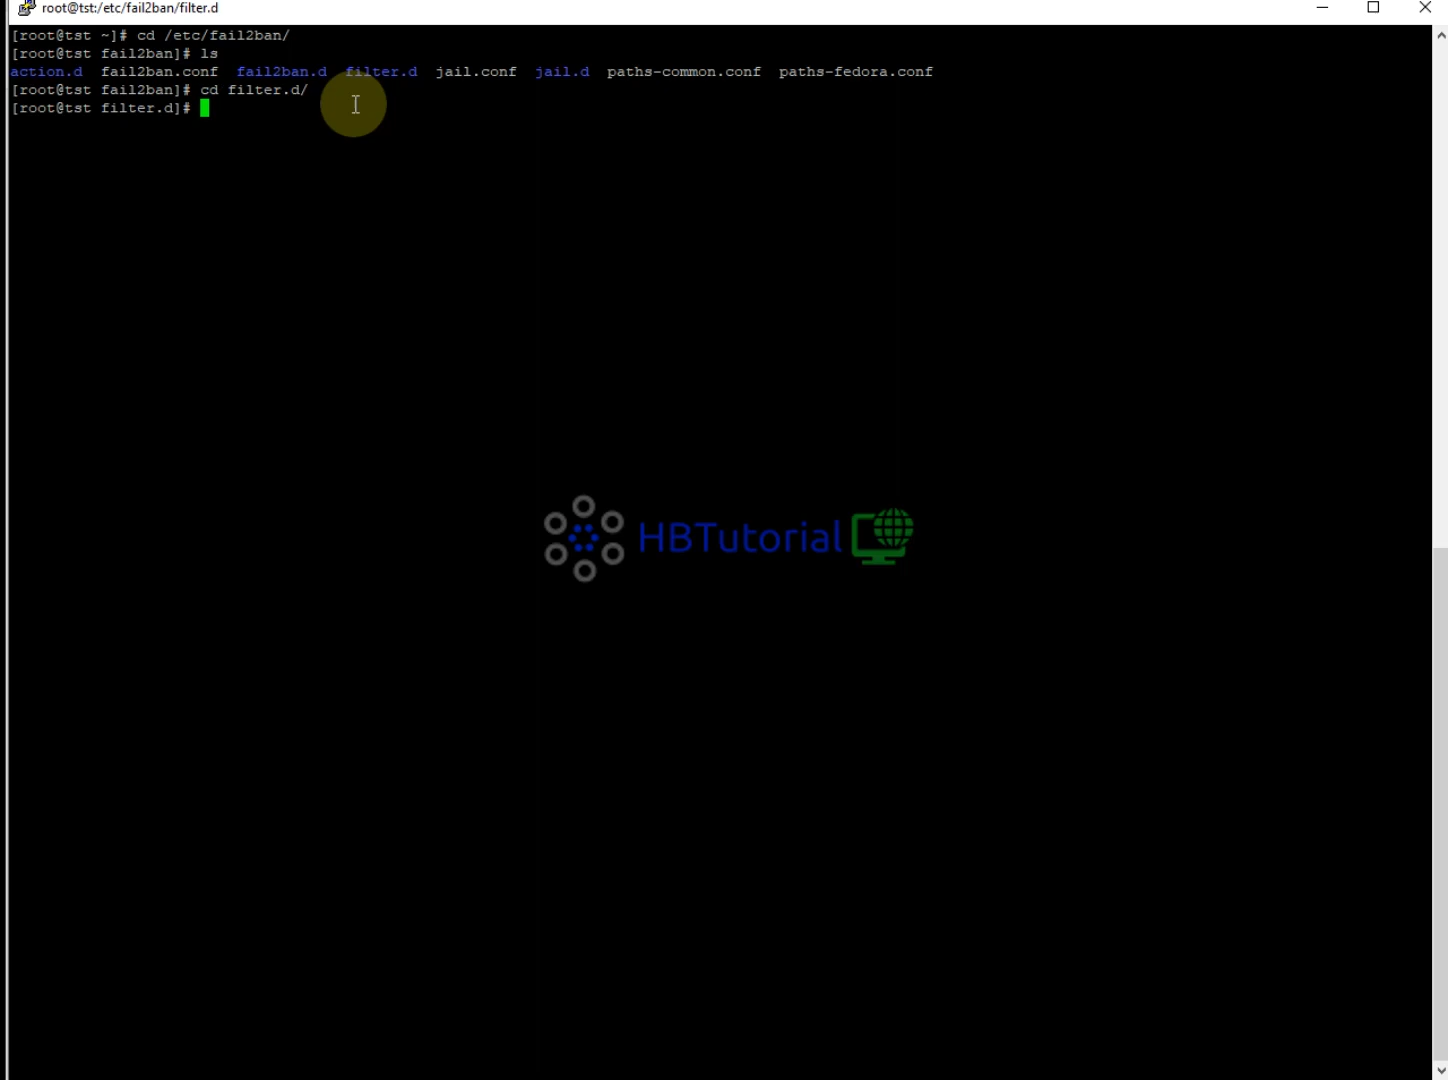 root@tst:/etc/fail2ban/filter.d
[root@tst ~]# cd /etc/fail2ban/
[root@tst fail2ban]# ls
action.d  fail2ban.conf  fail2ban.d  filter.d  jail.conf  jail.d  paths-common.conf  paths-fedora.conf
[root@tst fail2ban]# cd filter.d/
[root@tst filter.d]#
HBTutorial